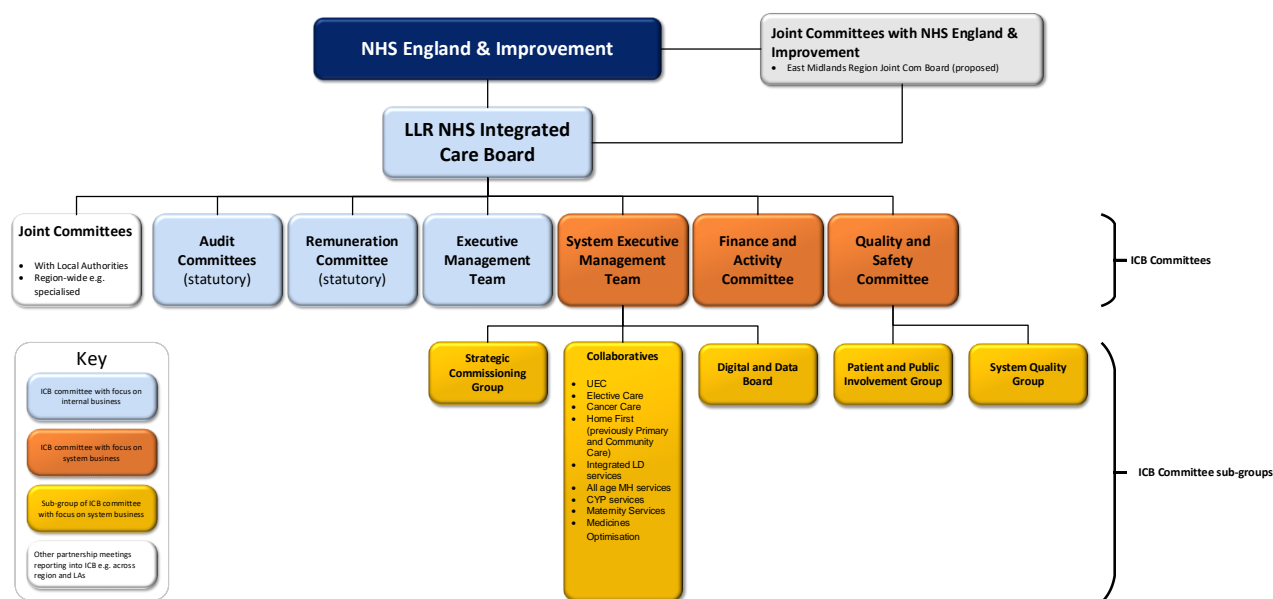 NHS England & Improvement
Joint Committees with NHS England &
Improvement
• East Midlands Region Joint Com Board (proposed)
LLR NHS Integrated
Care Board
Joint Committees
• With Local Authorities
• Region-wide e.g.
specialised
Audit
Committees
(statutory)
Remuneration
Committee
(statutory)
Executive
Management
Team
System Executive
Management
Team
Finance and
Activity
Committee
Quality and
Safety
Committee
ICB Committees
Strategic
Commissioning
Group
Collaboratives
• UEC
• Elective Care
• Cancer Care
• Home First
(previously Primary
and Community
Care)
• Integrated LD
services
• All age MH services
• CYP services
• Maternity Services
• Medicines
Optimisation
Digital and Data
Board
Patient and Public
Involvement Group
System Quality
Group
ICB Committee sub-groups
Key
ICB committee with focus on
internal business
ICB committee with focus on
system business
Sub-group of ICB committee
with focus on system business
Other partnership meetings
reporting into ICB e.g. across
region and LAs